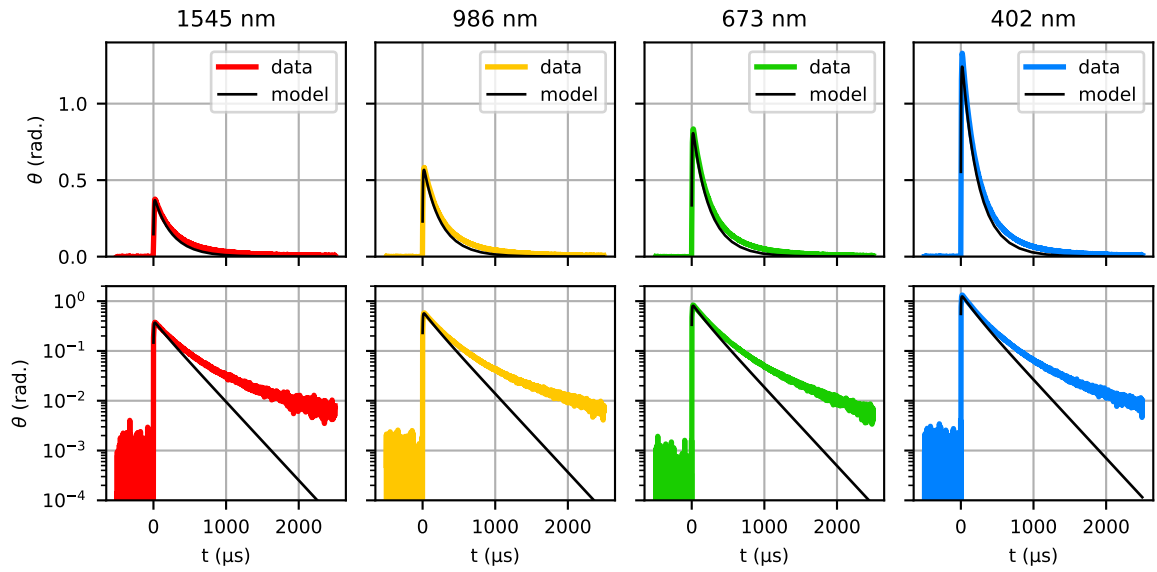 1545 nm
986 nm
673 nm
402 nm
θ (rad.)
1.0
0.5
0.0
data
model
data
model
data
model
data
model
θ (rad.)
10⁰
10⁻¹
10⁻²
10⁻³
10⁻⁴
0 1000 2000
0 1000 2000
0 1000 2000
0 1000 2000
t (μs)
t (μs)
t (μs)
t (μs)